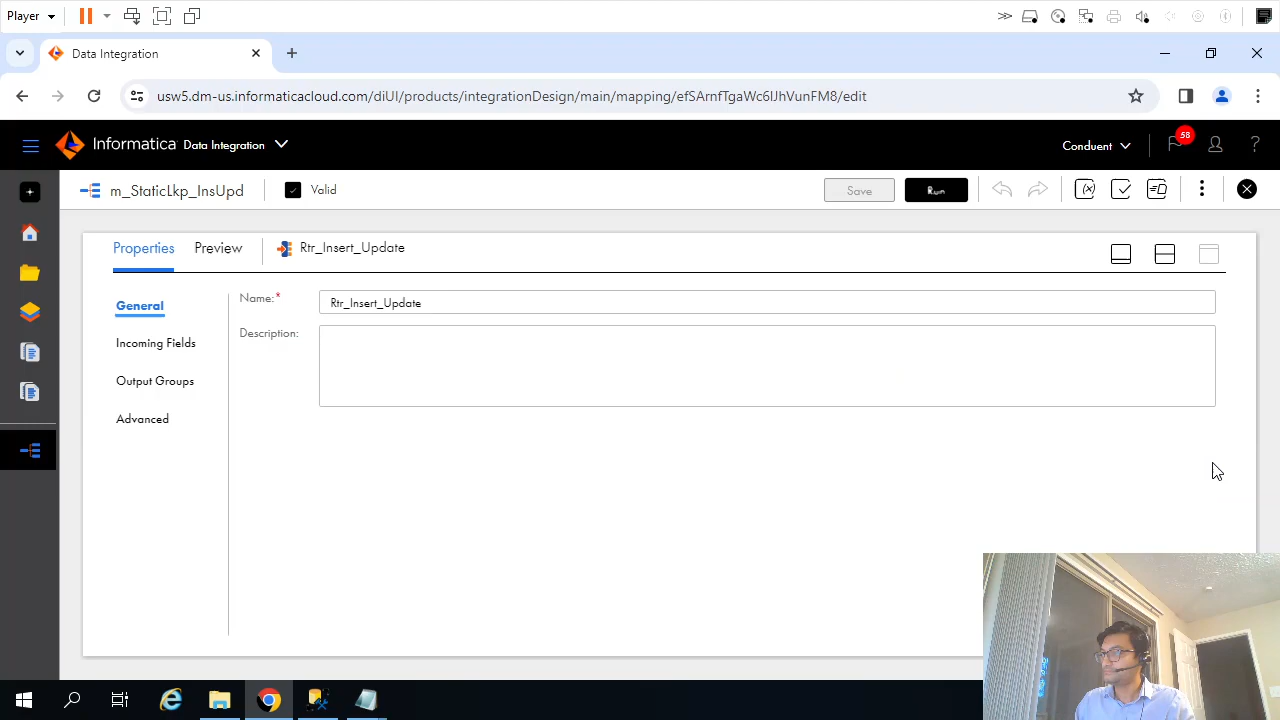 Player
Data Integration
usw5.dm-us.informaticacloud.com/diUI/products/integrationDesign/main/mapping/efSArnfTgaWc6IJhVunFM8/edit
Informatica Data Integration
Conduent
58
m_StaticLkp_InsUpd
Valid
Save
Run
Properties
Preview
Rtr_Insert_Update
General
Name:*
Rtr_Insert_Update
Description:
Incoming Fields
Output Groups
Advanced